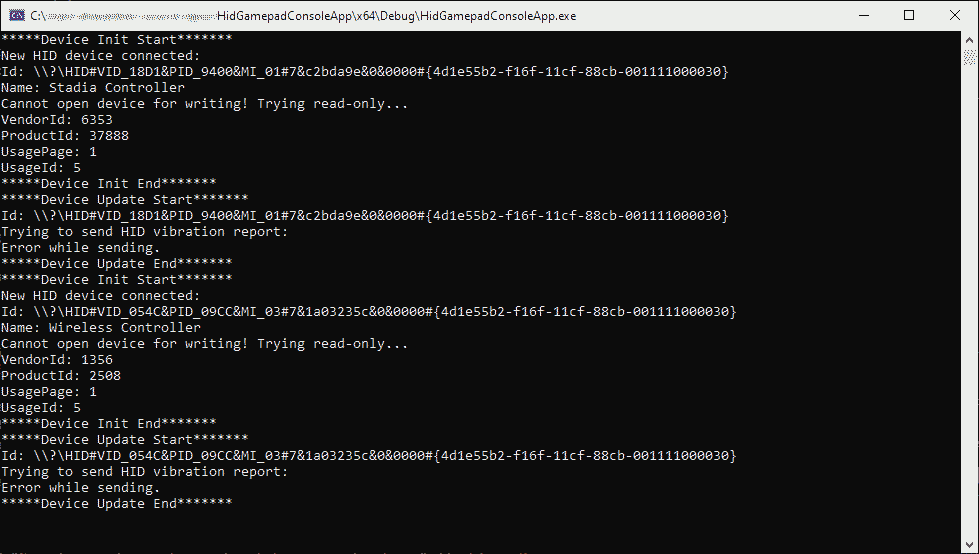 C:\HidGamepadConsoleApp\x64\Debug\HidGamepadConsoleApp.exe
*****Device Init Start*******
New HID device connected:
Id: \\?\HID#VID_18D1&PID_9400&MI_01#7&c2bda9e&0&0000#{4d1e55b2-f16f-11cf-88cb-001111000030}
Name: Stadia Controller
Cannot open device for writing! Trying read-only...
VendorId: 6353
ProductId: 37888
UsagePage: 1
UsageId: 5
*****Device Init End*******
*****Device Update Start*******
Id: \\?\HID#VID_18D1&PID_9400&MI_01#7&c2bda9e&0&0000#{4d1e55b2-f16f-11cf-88cb-001111000030}
Trying to send HID vibration report:
Error while sending.
*****Device Update End*******
*****Device Init Start*******
New HID device connected:
Id: \\?\HID#VID_054C&PID_09CC&MI_03#7&1a03235c&0&0000#{4d1e55b2-f16f-11cf-88cb-001111000030}
Name: Wireless Controller
Cannot open device for writing! Trying read-only...
VendorId: 1356
ProductId: 2508
UsagePage: 1
UsageId: 5
*****Device Init End*******
*****Device Update Start*******
Id: \\?\HID#VID_054C&PID_09CC&MI_03#7&1a03235c&0&0000#{4d1e55b2-f16f-11cf-88cb-001111000030}
Trying to send HID vibration report:
Error while sending.
*****Device Update End*******